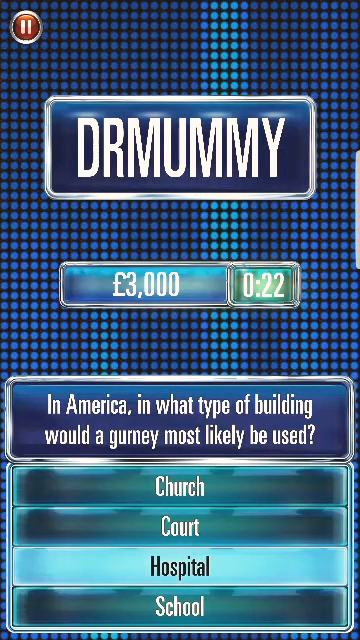 DRMUMMY
£3,000 0:22
In America, in what type of building
would a gurney most likely be used?
Church
Court
Hospital
School